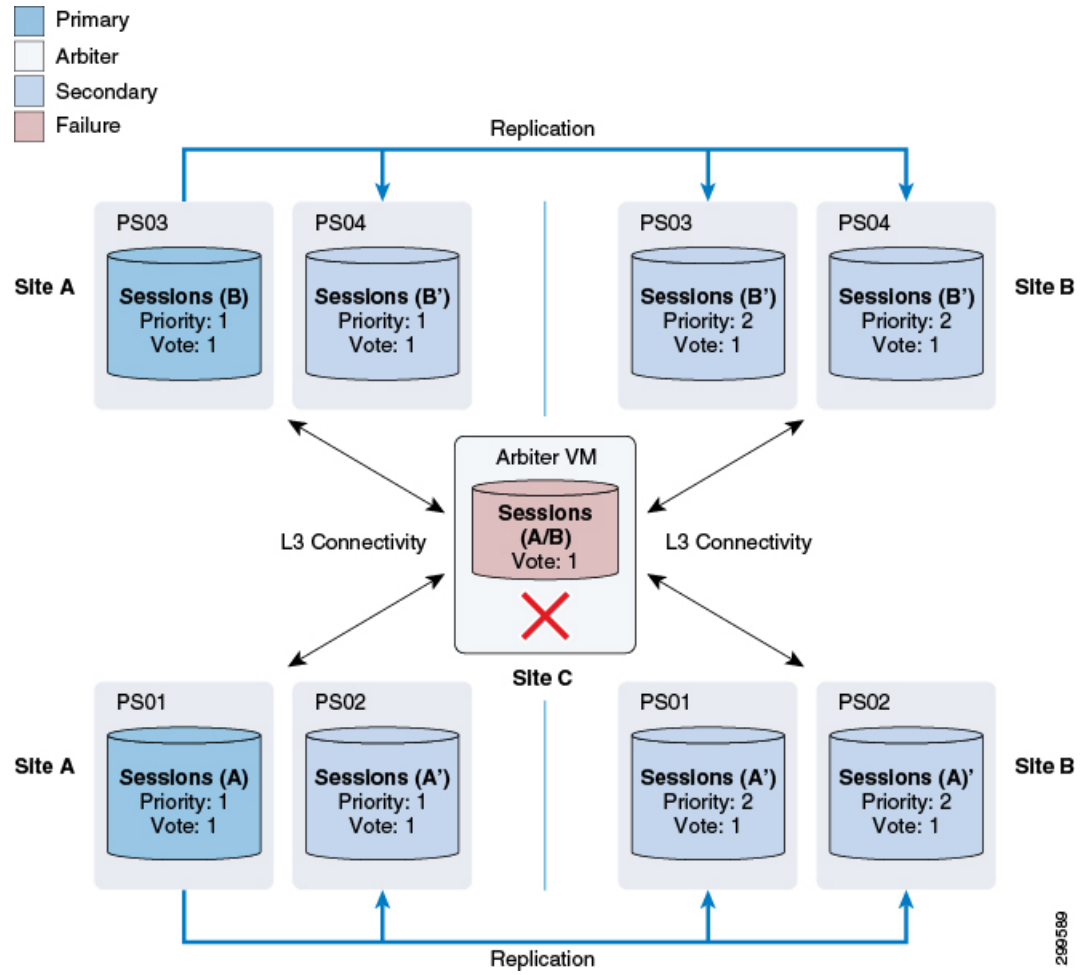 Primary
Arbiter
Secondary
Failure
Replication
PS03
PS04
PS03
PS04
Site A
Sessions (B)
Priority: 1
Vote: 1
Sessions (B’)
Priority: 1
Vote: 1
Sessions (B’)
Priority: 2
Vote: 1
Sessions (B’)
Priority: 2
Vote: 1
Site B
Arbiter VM
Sessions
(A/B)
Vote: 1
L3 Connectivity
L3 Connectivity
Site C
PS01
PS02
PS01
PS02
Site A
Sessions (A)
Priority: 1
Vote: 1
Sessions (A’)
Priority: 1
Vote: 1
Sessions (A’)
Priority: 2
Vote: 1
Sessions (A)’
Priority: 2
Vote: 1
Site B
Replication
299589